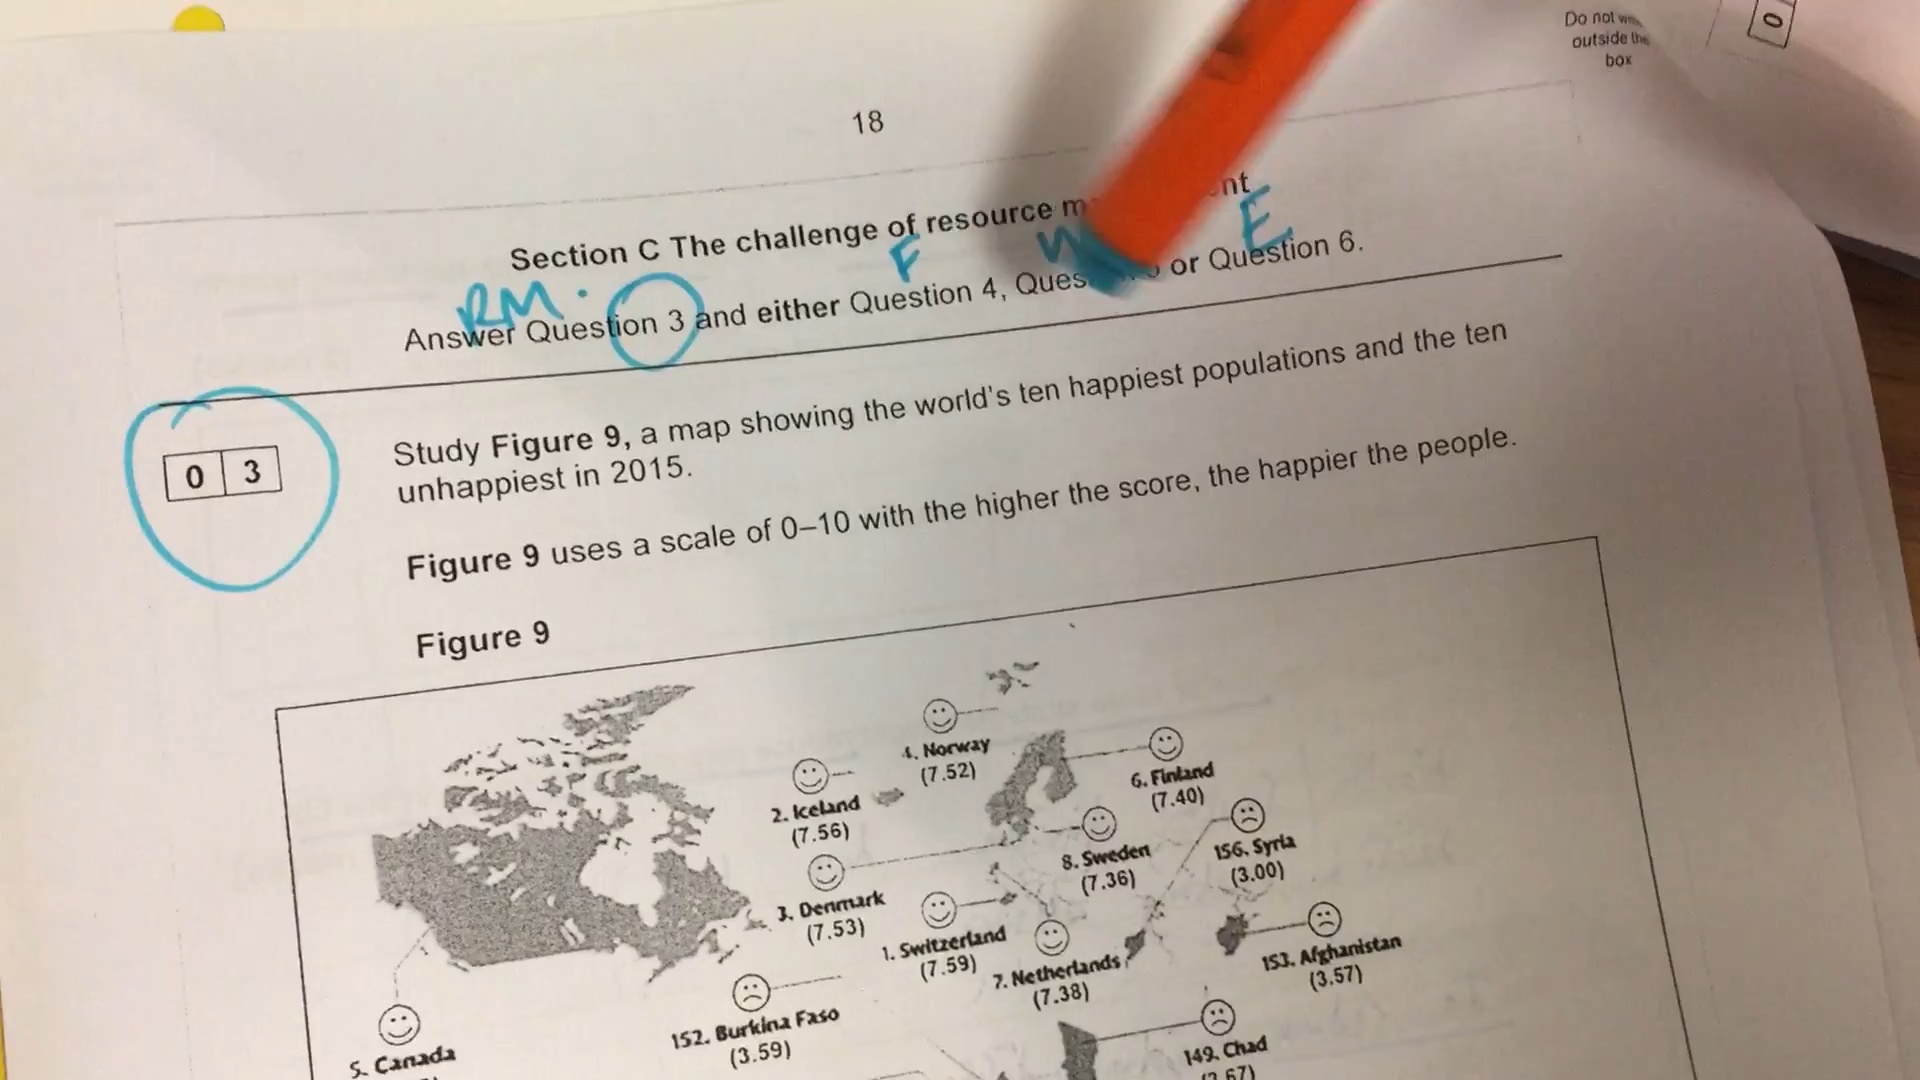 Do not
outside the
box
0
18
Section C The challenge of resource
F W E
RM.
Answer Question 3 and either Question 4, or Question 6.
0 3
Study Figure 9, a map showing the world's ten happiest populations and the ten
unhappiest in 2015.
Figure 9 uses a scale of 0–10 with the higher the score, the happier the people.
Figure 9
4. Norway
(7.52)
6. Finland
(7.40)
2. Iceland
(7.56)
8. Sweden
(7.36)
156. Syria
(3.00)
3. Denmark
(7.53)
1. Switzerland
(7.59)
7. Netherlands
(7.38)
153. Afghanistan
(3.57)
152. Burkina Faso
(3.59)
5. Canada
149. Chad